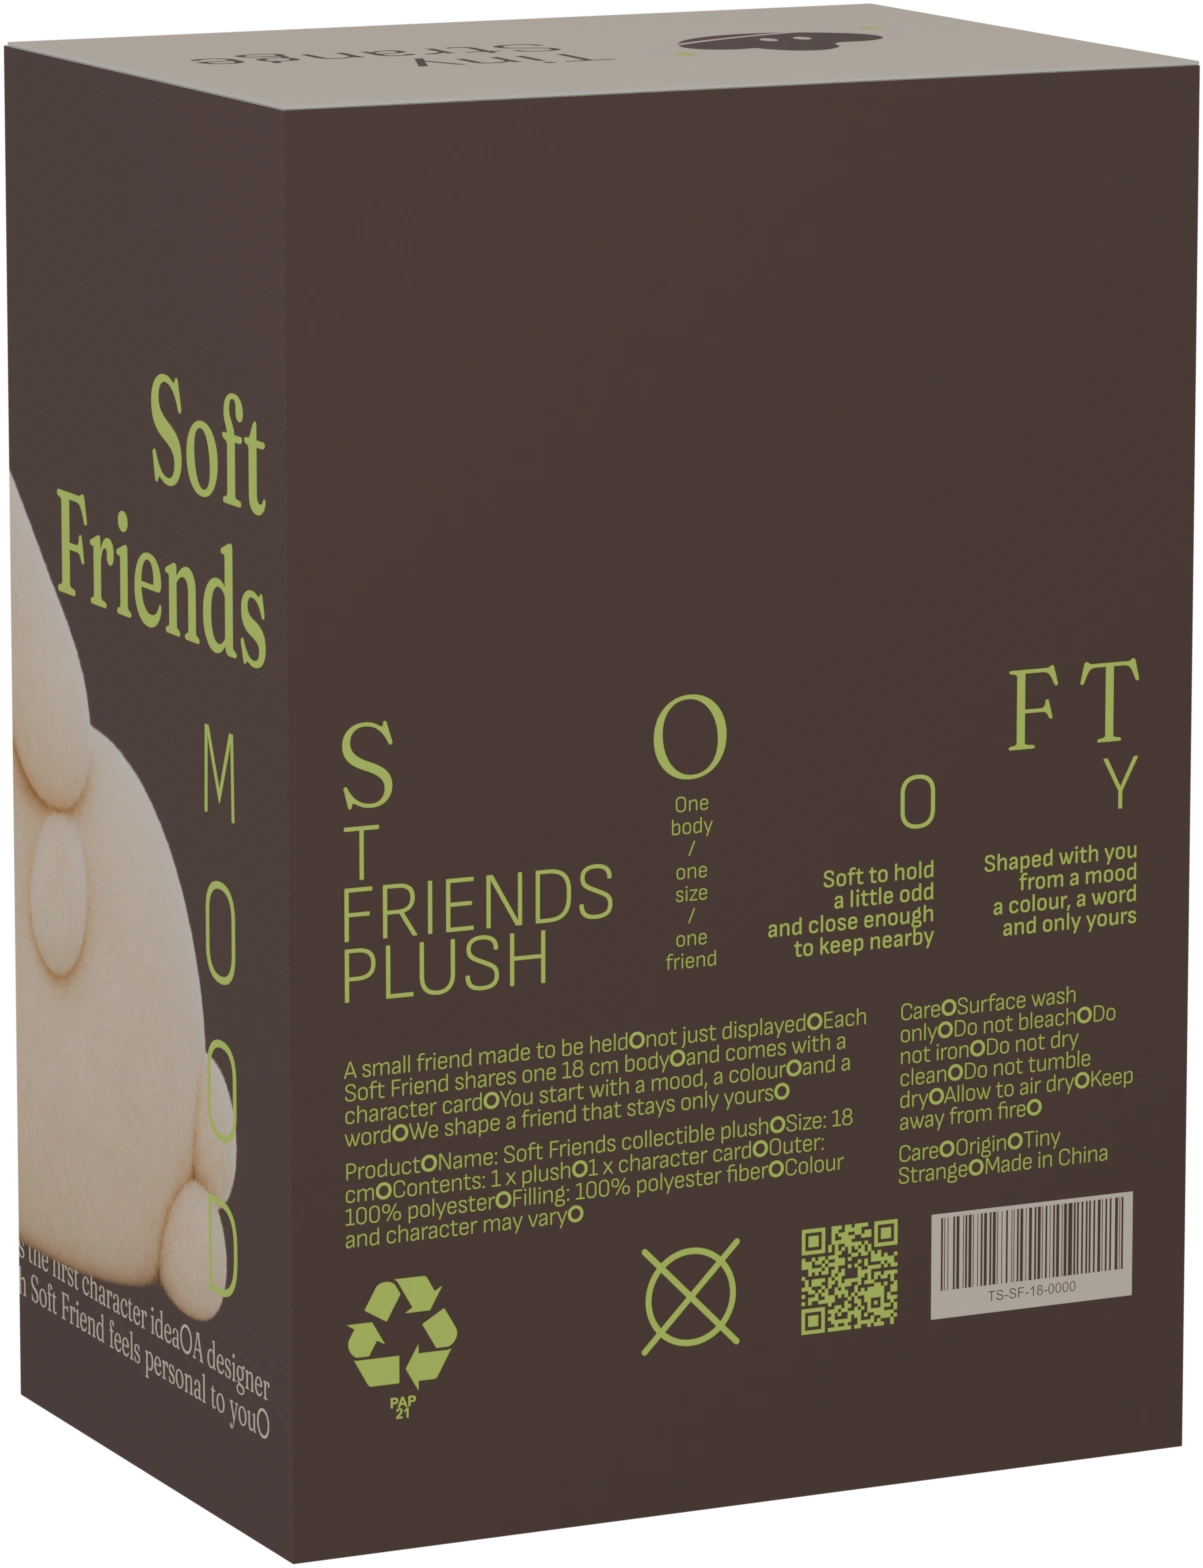 Tiny
Strange
Soft
Friends
M
O
O
D
s the first character ideaOA designer
h Soft Friend feels personal to youO
S O F T
T O Y
FRIENDS
PLUSH
One
body
/
one
size
/
one
friend
Soft to hold
a little odd
and close enough
to keep nearby
Shaped with you
from a mood
a colour, a word
and only yours
A small friend made to be heldOnot just displayedOEach
Soft Friend shares one 18 cm bodyOand comes with a
character cardOYou start with a mood, a colourOand a
wordOWe shape a friend that stays only yoursO
ProductOName: Soft Friends collectible plushOSize: 18
cmOContents: 1 x plushO1 x character cardOOuter:
100% polyesterOFilling: 100% polyester fiberOColour
and character may varyO
CareOSurface wash
onlyODo not bleachODo
not ironODo not dry
cleanODo not tumble
dryOAllow to air dryOKeep
away from fireO
CareOOriginOTiny
StrangeOMade in China
PAP
21
TS-SF-18-0000